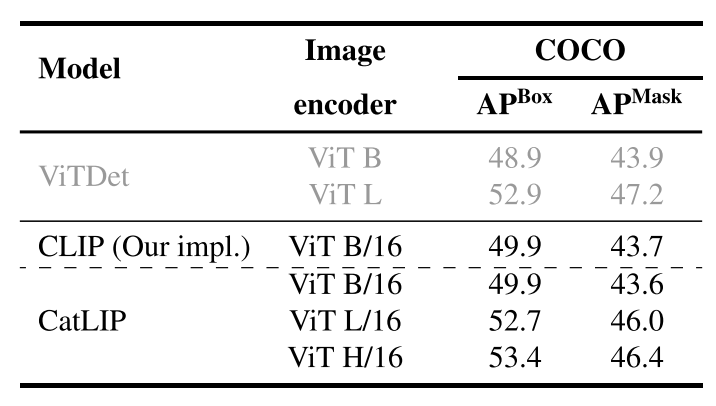 Model Image encoder COCO
AP^Box AP^Mask
ViTDet ViT B 48.9 43.9
ViT L 52.9 47.2
CLIP (Our impl.) ViT B/16 49.9 43.7
CatLIP ViT B/16 49.9 43.6
ViT L/16 52.7 46.0
ViT H/16 53.4 46.4